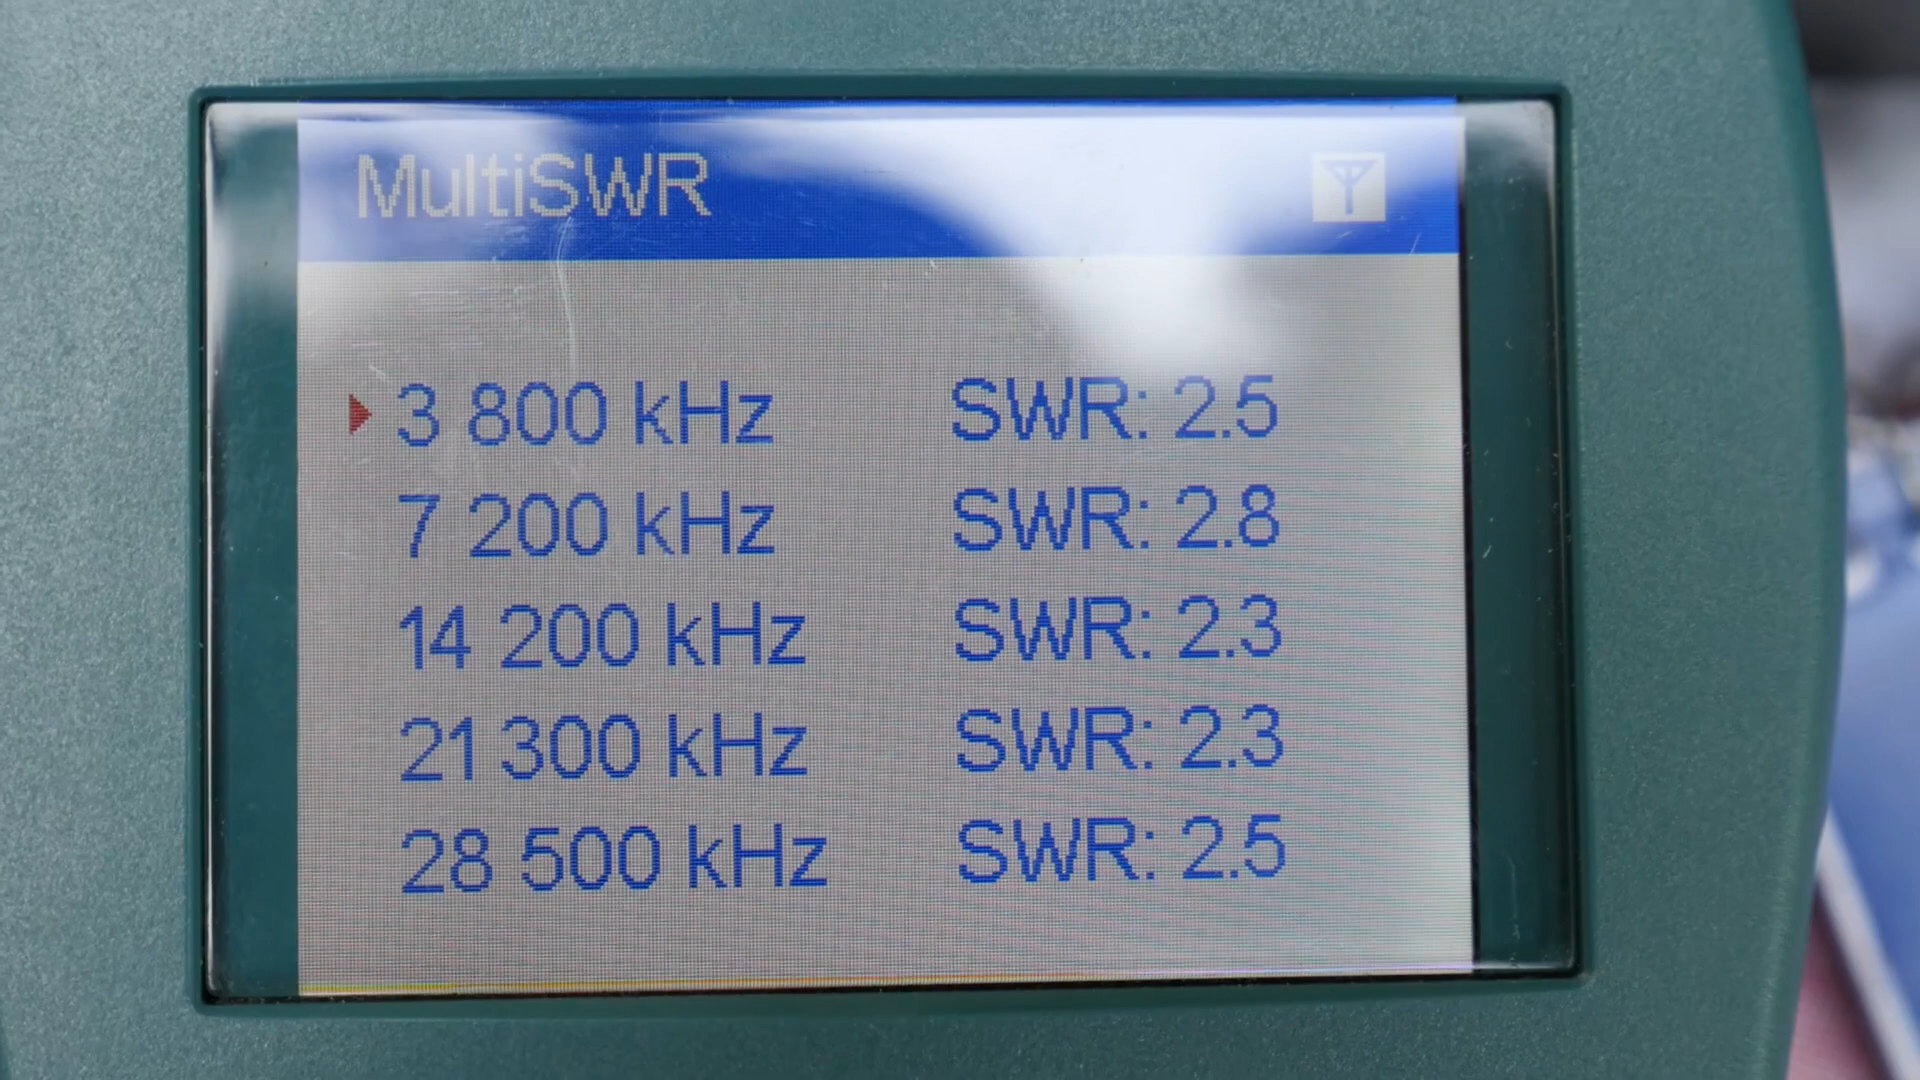 MultiSWR
3 800 kHz SWR: 2.5
7 200 kHz SWR: 2.8
14 200 kHz SWR: 2.3
21 300 kHz SWR: 2.3
28 500 kHz SWR: 2.5